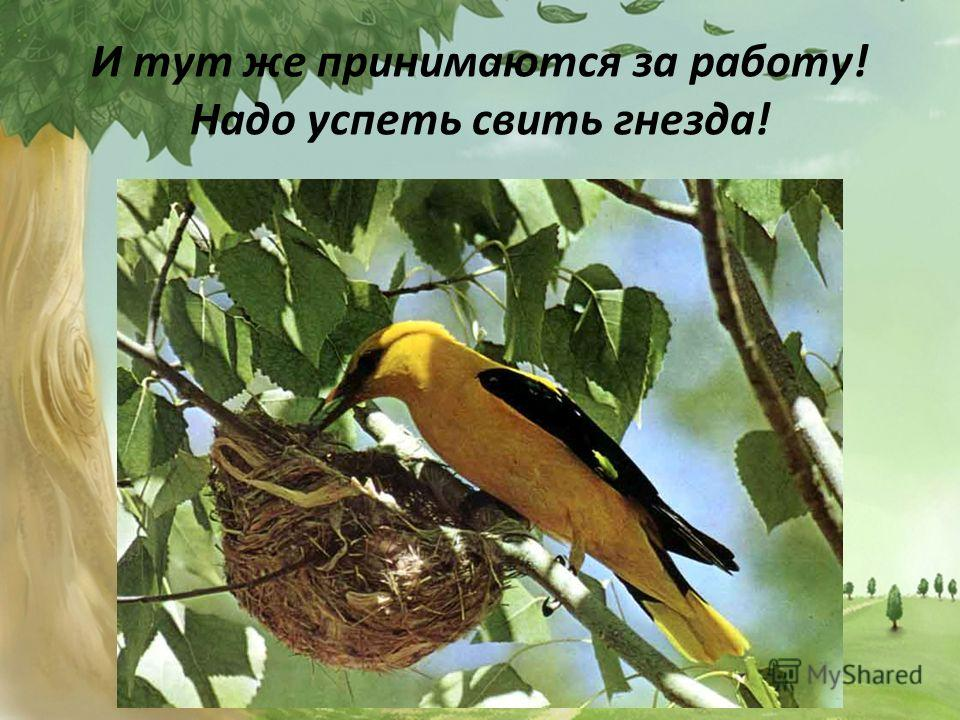 И тут же принимаются за работу!
Надо успеть свить гнезда!
MyShared